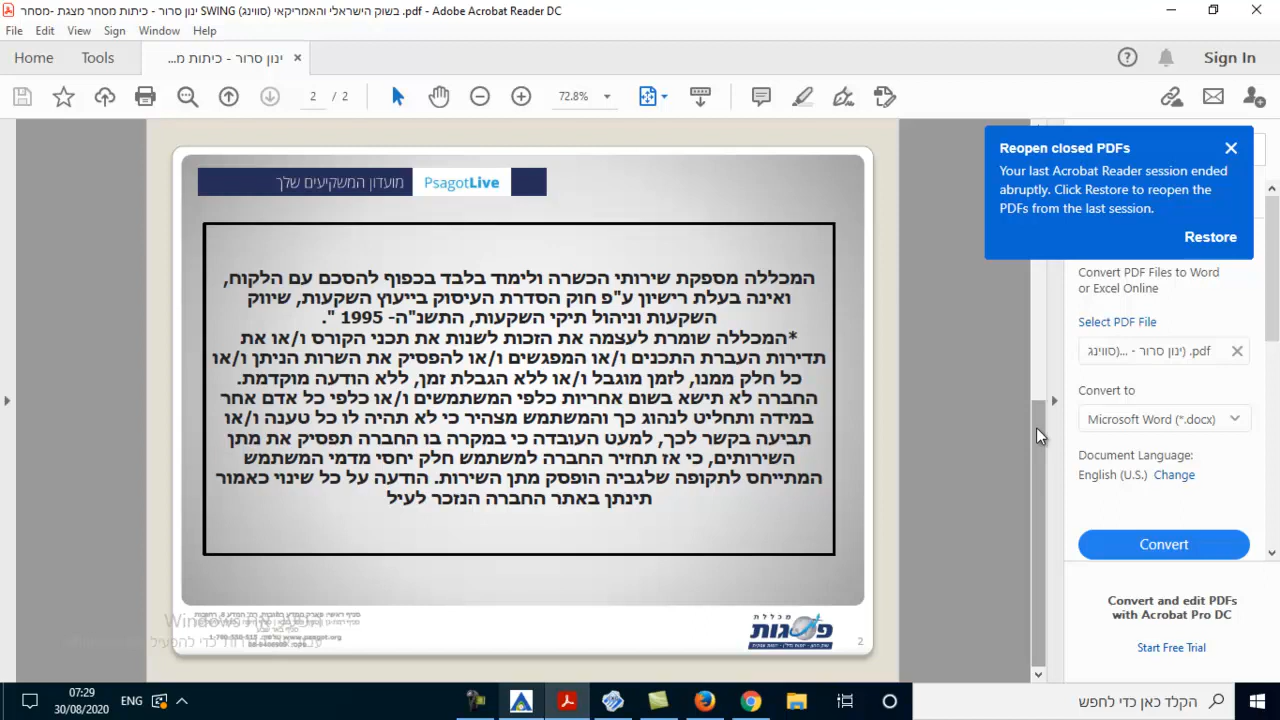 ינון סרור - כיתות מסחר מצגת -מסחר SWING בשוק הישראלי והאמריקאי (סווינג) .pdf - Adobe Acrobat Reader DC
File Edit View Sign Window Help
Home Tools ינון סרור - כיתות מ... Sign In
2 / 2 72.8%
Reopen closed PDFs
Your last Acrobat Reader session ended
abruptly. Click Restore to reopen the
PDFs from the last session.
Restore
מועדון המשקיעים שלך PsagotLive
המכללה מספקת שירותי הכשרה ולימוד בלבד בכפוף להסכם עם הלקוח,
ואינה בעלת רישיון ע"פ חוק הסדרת העיסוק בייעוץ השקעות, שיווק
השקעות וניהול תיקי השקעות, התשנ"ה- 1995 ".
*המכללה שומרת לעצמה את הזכות לשנות את תכני הקורס ו/או את
תדירות העברת התכנים ו/או המפגשים ו/או להפסיק את השרות הניתן ו/או
כל חלק ממנו, לזמן מוגבל ו/או ללא הגבלת זמן, ללא הודעה מוקדמת.
החברה לא תישא בשום אחריות כלפי המשתמשים ו/או כלפי כל אדם אחר
במידה ותחליט לנהוג כך והמשתמש מצהיר כי לא תהיה לו כל טענה ו/או
תביעה בקשר לכך, למעט העובדה כי במקרה בו החברה תפסיק את מתן
השירותים, כי אז תחזיר החברה למשתמש חלק יחסי מדמי המשתמש
המתייחס לתקופה שלגביה הופסק מתן השירות. הודעה על כל שינוי כאמור
תינתן באתר החברה הנזכר לעיל
מכללת
פסגות
2
Windows
www.psagot.org
Convert PDF Files to Word
or Excel Online
Select PDF File
ינון סרור - ...(סווינג) .pdf
Convert to
Microsoft Word (*.docx)
Document Language:
English (U.S.) Change
Convert
Convert and edit PDFs
with Acrobat Pro DC
Start Free Trial
07:29
30/08/2020
ENG
הקלד כאן כדי לחפש